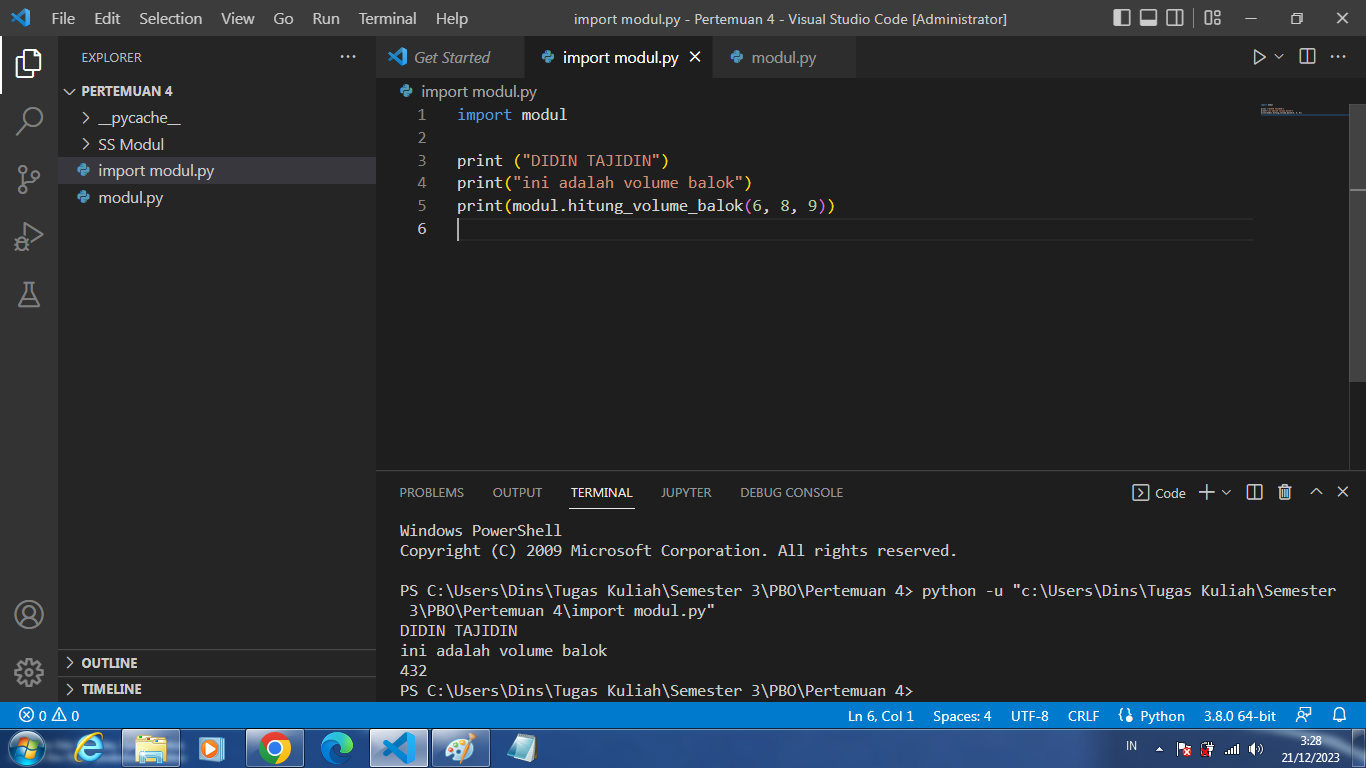 File Edit Selection View Go Run Terminal Help
import modul.py - Pertemuan 4 - Visual Studio Code [Administrator]
EXPLORER
PERTEMUAN 4
__pycache__
SS Modul
import modul.py
modul.py
OUTLINE
TIMELINE
Get Started
import modul.py
modul.py
import modul.py
1 import modul
2
3 print ("DIDIN TAJIDIN")
4 print("ini adalah volume balok")
5 print(modul.hitung_volume_balok(6, 8, 9))
6
PROBLEMS OUTPUT TERMINAL JUPYTER DEBUG CONSOLE
Code
Windows PowerShell
Copyright (C) 2009 Microsoft Corporation. All rights reserved.
PS C:\Users\Dins\Tugas Kuliah\Semester 3\PBO\Pertemuan 4> python -u "c:\Users\Dins\Tugas Kuliah\Semester
3\PBO\Pertemuan 4\import modul.py"
DIDIN TAJIDIN
ini adalah volume balok
432
PS C:\Users\Dins\Tugas Kuliah\Semester 3\PBO\Pertemuan 4>
0 0
Ln 6, Col 1 Spaces: 4 UTF-8 CRLF Python 3.8.0 64-bit
IN
3:28
21/12/2023